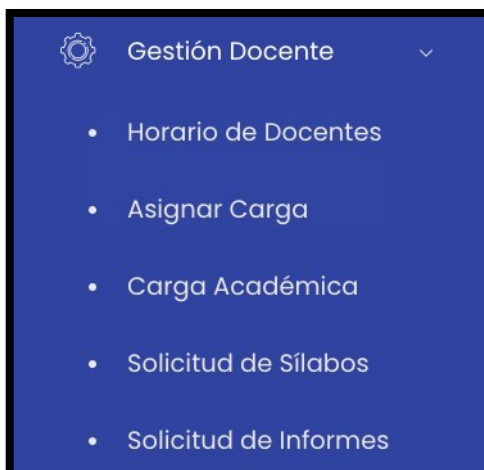 Gestión Docente
Horario de Docentes
Asignar Carga
Carga Académica
Solicitud de Sílabos
Solicitud de Informes